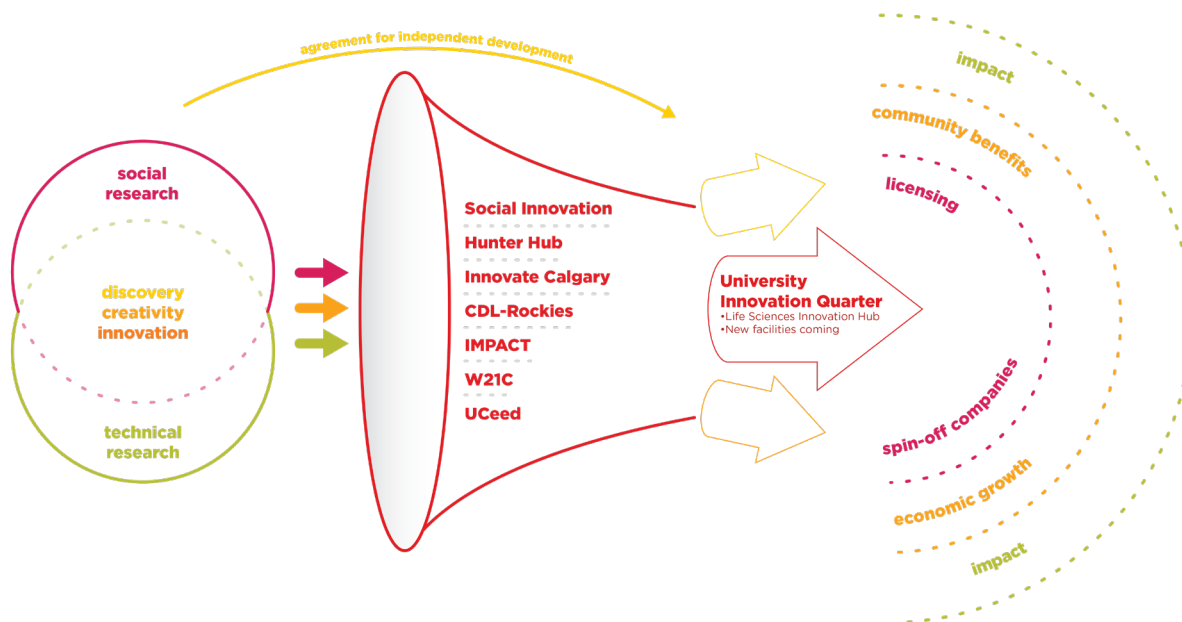 agreement for independent development
social
research
discovery
creativity
innovation
technical
research
Social Innovation
Hunter Hub
Innovate Calgary
CDL-Rockies
IMPACT
W21C
UCeed
University
Innovation Quarter
•Life Sciences Innovation Hub
•New facilities coming
impact
community benefits
licensing
spin-off companies
economic growth
impact